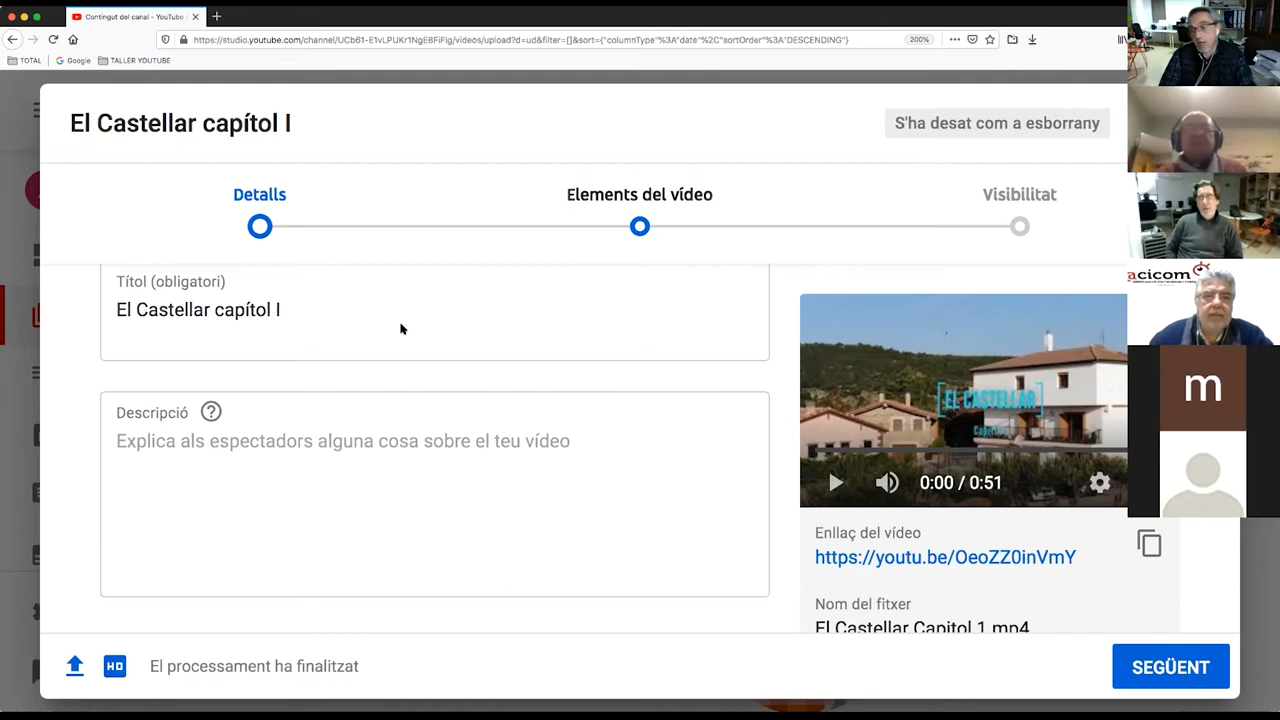 Contingut del canal - YouTube S
https://studio.youtube.com/channel/UCb61-E1vLPUKr1NgE8F5oig/videos/upload?d=ud&filter=[]&sort={"columnType"%3A"date"%2C"sortOrder"%3A"DESCENDING"}
200%
TOTAL
Google
TALLER YOUTUBE
El Castellar capítol I
S'ha desat com a esborrany
Detalls
Elements del vídeo
Visibilitat
Títol (obligatori)
El Castellar capítol I
Descripció
Explica als espectadors alguna cosa sobre el teu vídeo
EL CASTELLAR
0:00 / 0:51
Enllaç del vídeo
https://youtu.be/OeoZZ0inVmY
Nom del fitxer
El Castellar Capitol 1.mp4
HD
El processament ha finalitzat
SEGÜENT
acicom
m